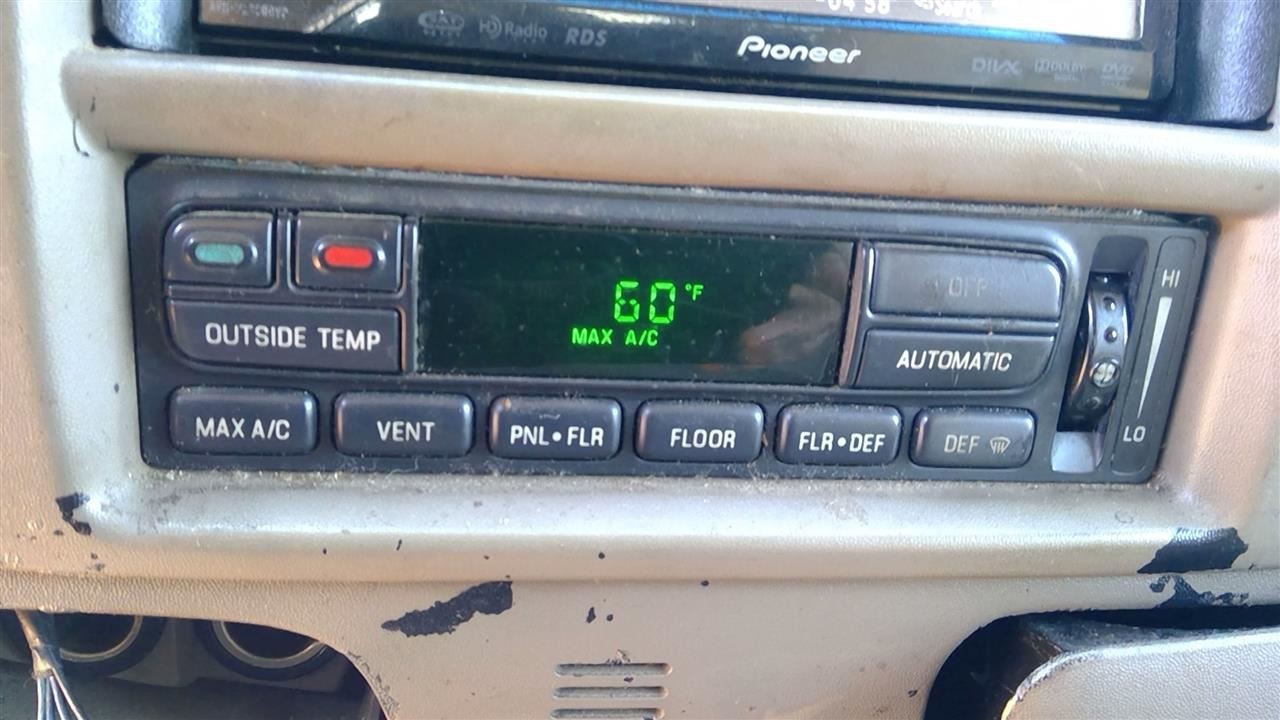 HD Radio RDS
Pioneer
DIVX DOLBY DVD
60 °F
MAX A/C
OUTSIDE TEMP
OFF
AUTOMATIC
HI
LO
MAX A/C VENT PNL•FLR FLOOR FLR•DEF DEF